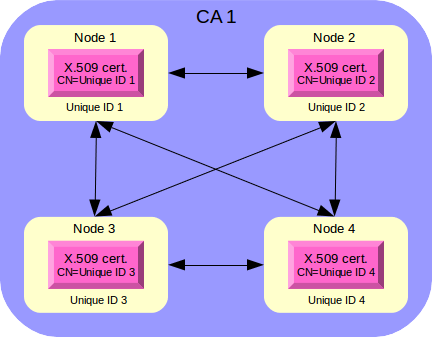 CA 1
Node 1
X.509 cert.
CN=Unique ID 1
Unique ID 1
Node 2
X.509 cert.
CN=Unique ID 2
Unique ID 2
Node 3
X.509 cert.
CN=Unique ID 3
Unique ID 3
Node 4
X.509 cert.
CN=Unique ID 4
Unique ID 4